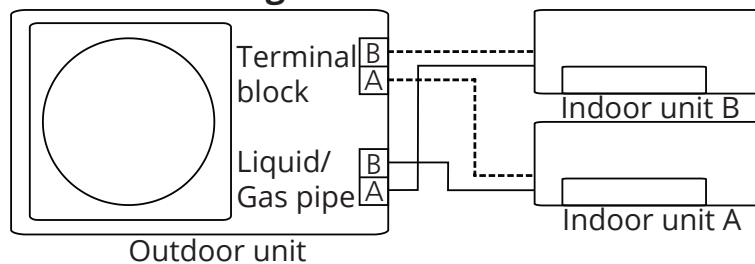 Terminal B
block A
Indoor unit B
Liquid/ B
Gas pipe A
Indoor unit A
Outdoor unit